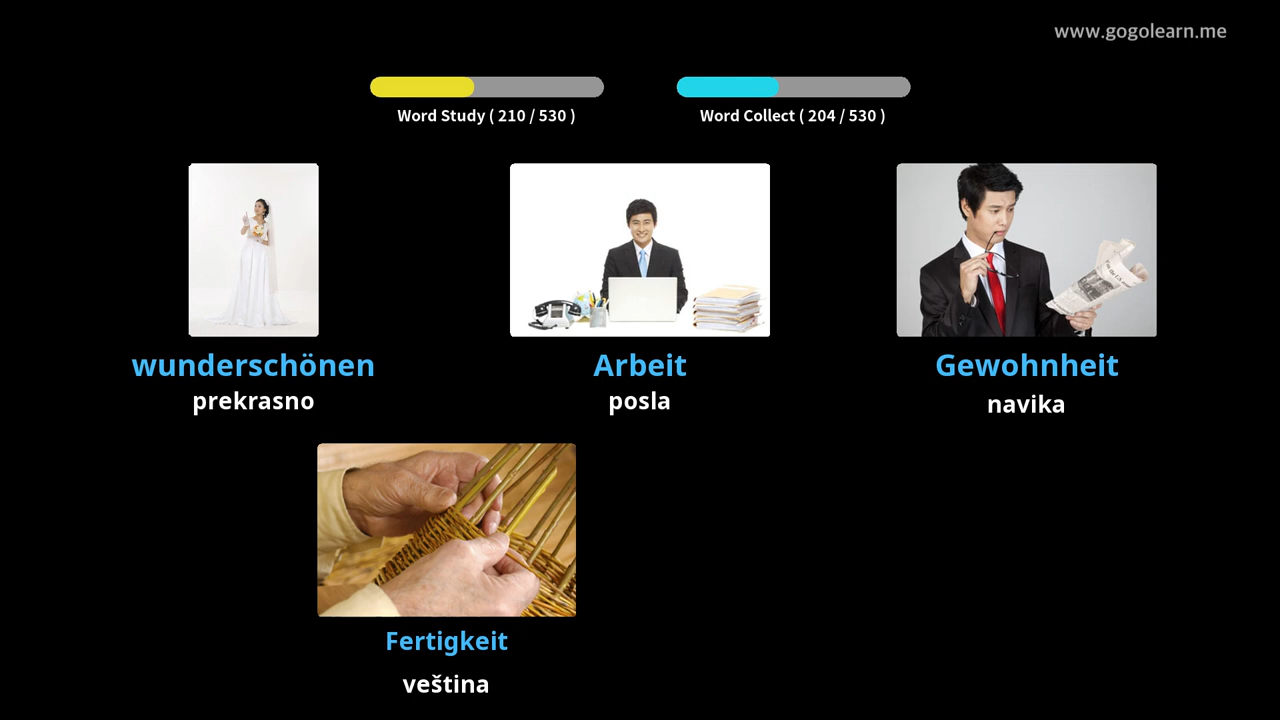 www.gogolearn.me
Word Study ( 210 / 530 )
Word Collect ( 204 / 530 )
wunderschönen
prekrasno
Arbeit
posla
Gewohnheit
navika
Fertigkeit
veština